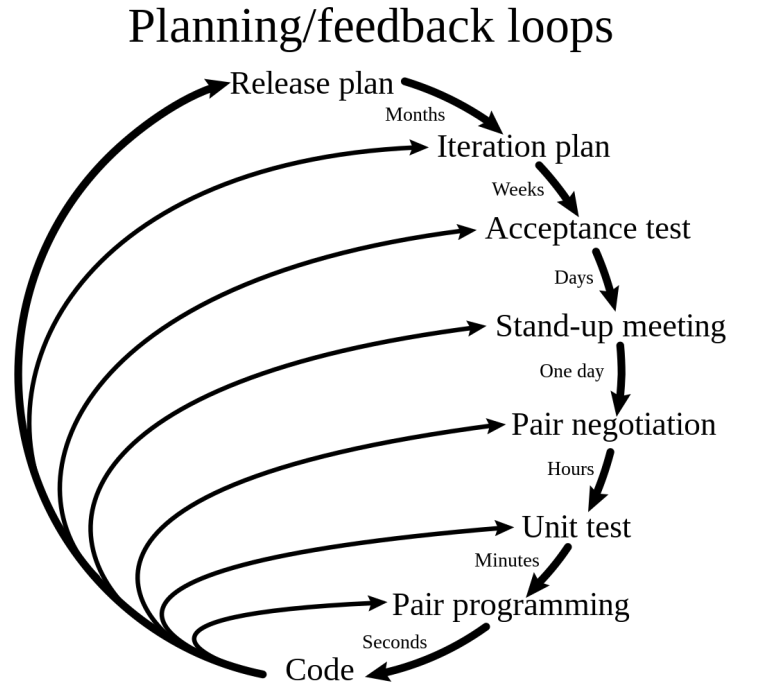 Planning/feedback loops
Release plan
Months
Iteration plan
Weeks
Acceptance test
Days
Stand-up meeting
One day
Pair negotiation
Hours
Unit test
Minutes
Pair programming
Seconds
Code